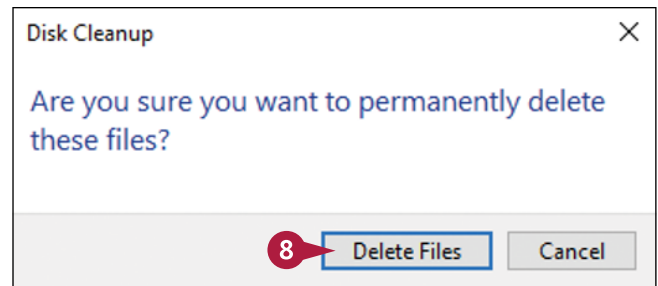 Disk Cleanup
Are you sure you want to permanently delete
these files?
8 Delete Files Cancel